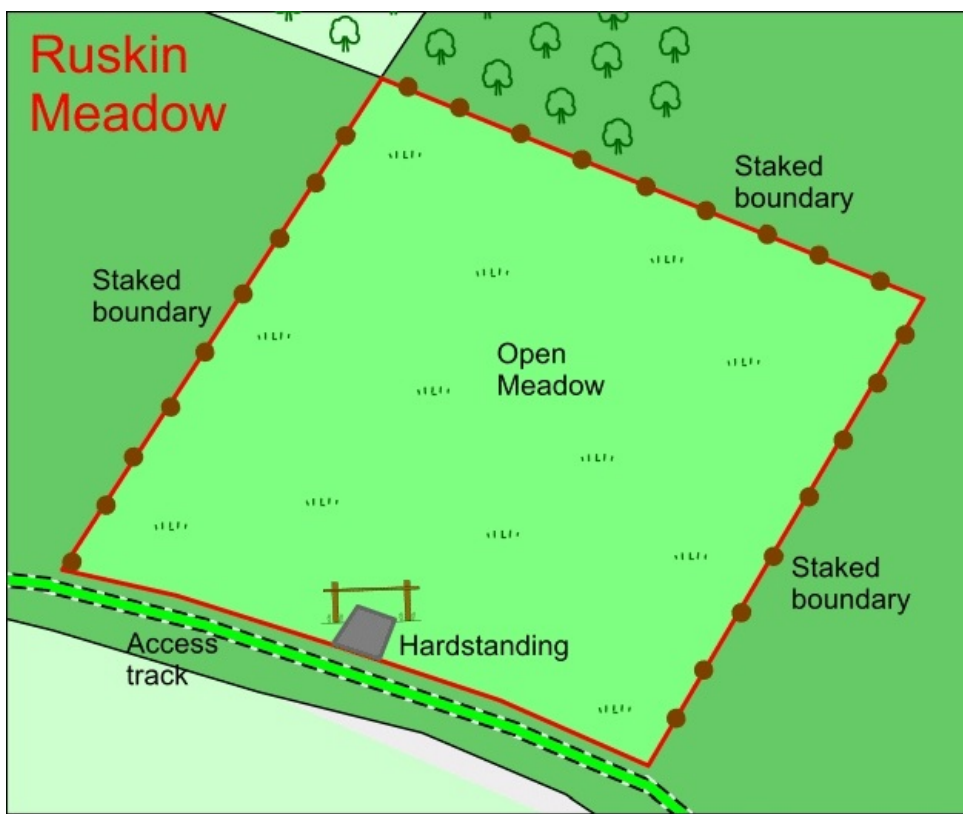 Ruskin
Meadow
Staked
boundary
Staked
boundary
Open
Meadow
Staked
boundary
Access
track
Hardstanding